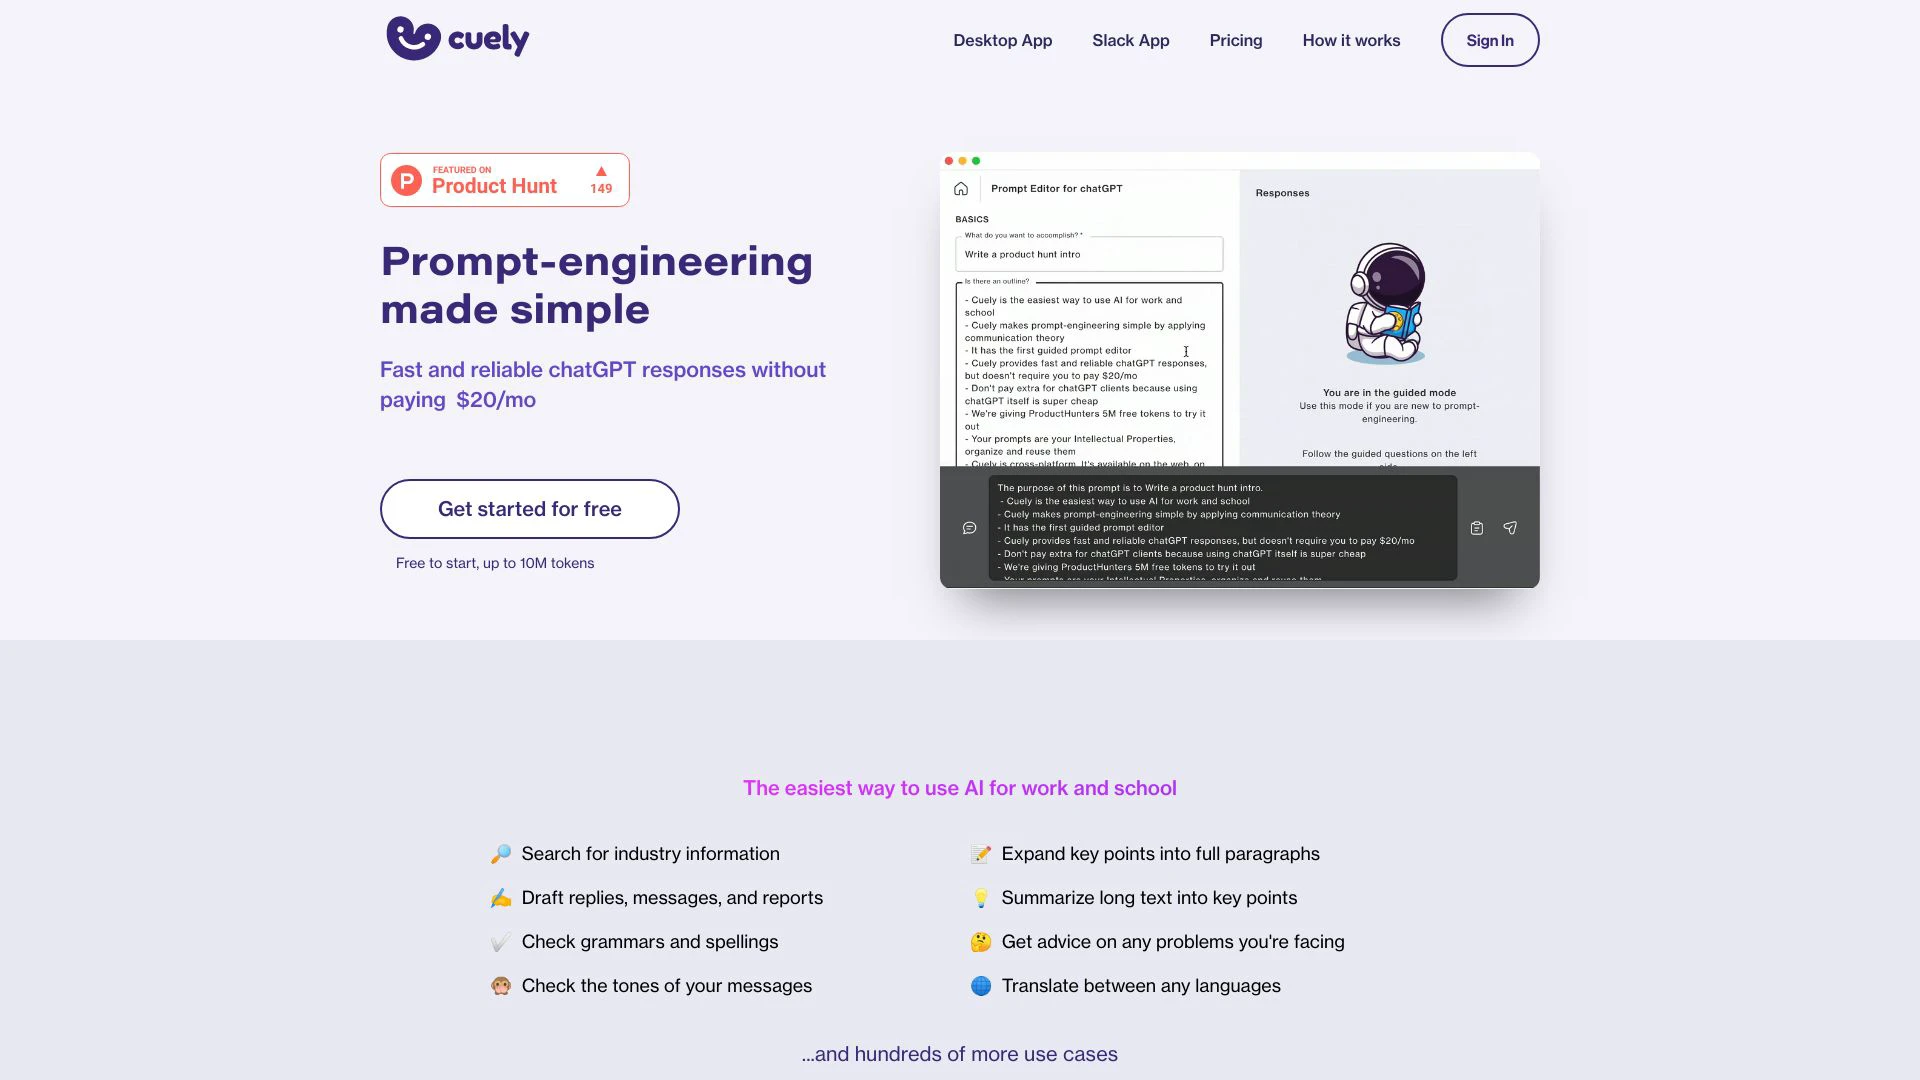 cuely
Desktop App
Slack App
Pricing
How it works
Sign In
P
FEATURED ON
Product Hunt
149
Prompt-engineering
made simple
Fast and reliable chatGPT responses without
paying $20/mo
Get started for free
Free to start, up to 10M tokens
Prompt Editor for chatGPT
BASICS
What do you want to accomplish? *
Write a product hunt intro
Is there an outline?
- Cuely is the easiest way to use AI for work and
school
- Cuely makes prompt-engineering simple by applying
communication theory
- It has the first guided prompt editor
- Cuely provides fast and reliable chatGPT responses,
but doesn't require you to pay $20/mo
- Don't pay extra for chatGPT clients because using
chatGPT itself is super cheap
- We're giving ProductHunters 5M free tokens to try it
out
- Your prompts are your Intellectual Properties,
organize and reuse them
- Cuely is cross-platform. It's available on the web, on
Responses
You are in the guided mode
Use this mode if you are new to prompt-
engineering.
Follow the guided questions on the left
side.
The purpose of this prompt is to Write a product hunt intro.
- Cuely is the easiest way to use AI for work and school
- Cuely makes prompt-engineering simple by applying communication theory
- It has the first guided prompt editor
- Cuely provides fast and reliable chatGPT responses, but doesn't require you to pay $20/mo
- Don't pay extra for chatGPT clients because using chatGPT itself is super cheap
- We're giving ProductHunters 5M free tokens to try it out
- Your prompts are your Intellectual Properties, organize and reuse them
The easiest way to use AI for work and school
Search for industry information
Draft replies, messages, and reports
Check grammars and spellings
Check the tones of your messages
Expand key points into full paragraphs
Summarize long text into key points
Get advice on any problems you're facing
Translate between any languages
...and hundreds of more use cases